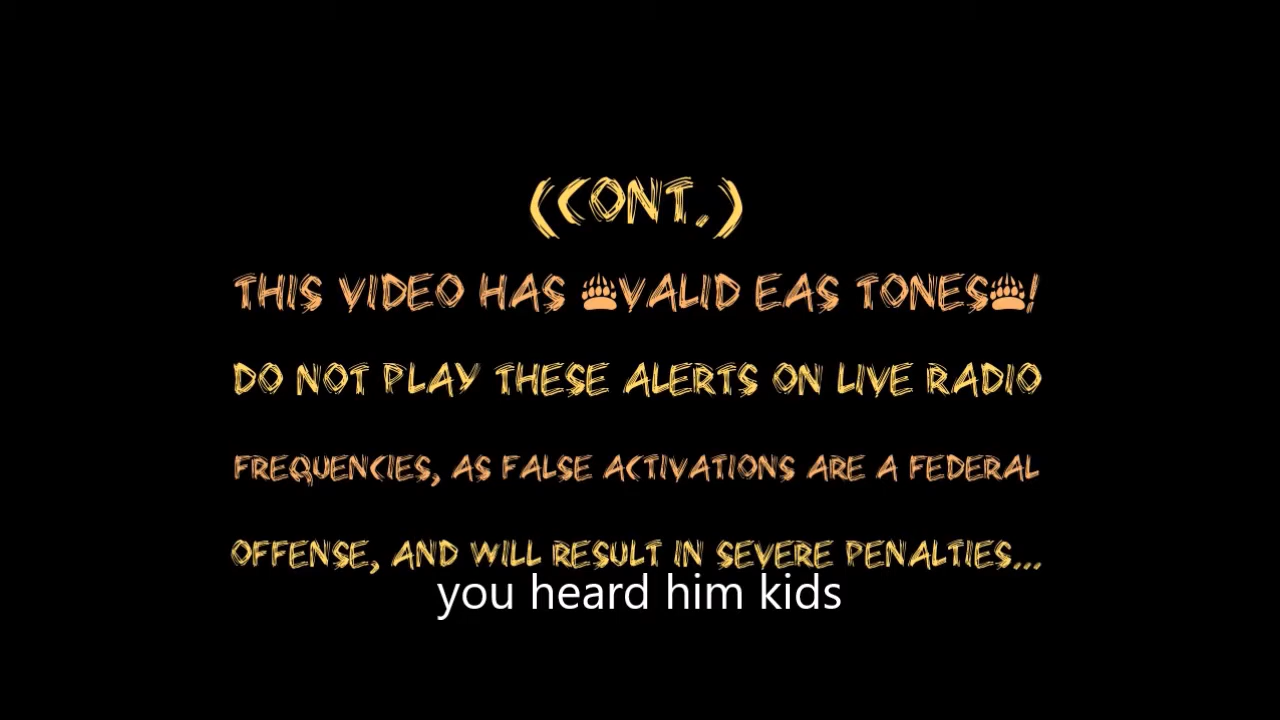 (CONT.)
THIS VIDEO HAS VALID EAS TONES!
DO NOT PLAY THESE ALERTS ON LIVE RADIO
FREQUENCIES, AS FALSE ACTIVATIONS ARE A FEDERAL
OFFENSE, AND WILL RESULT IN SEVERE PENALTIES...
you heard him kids